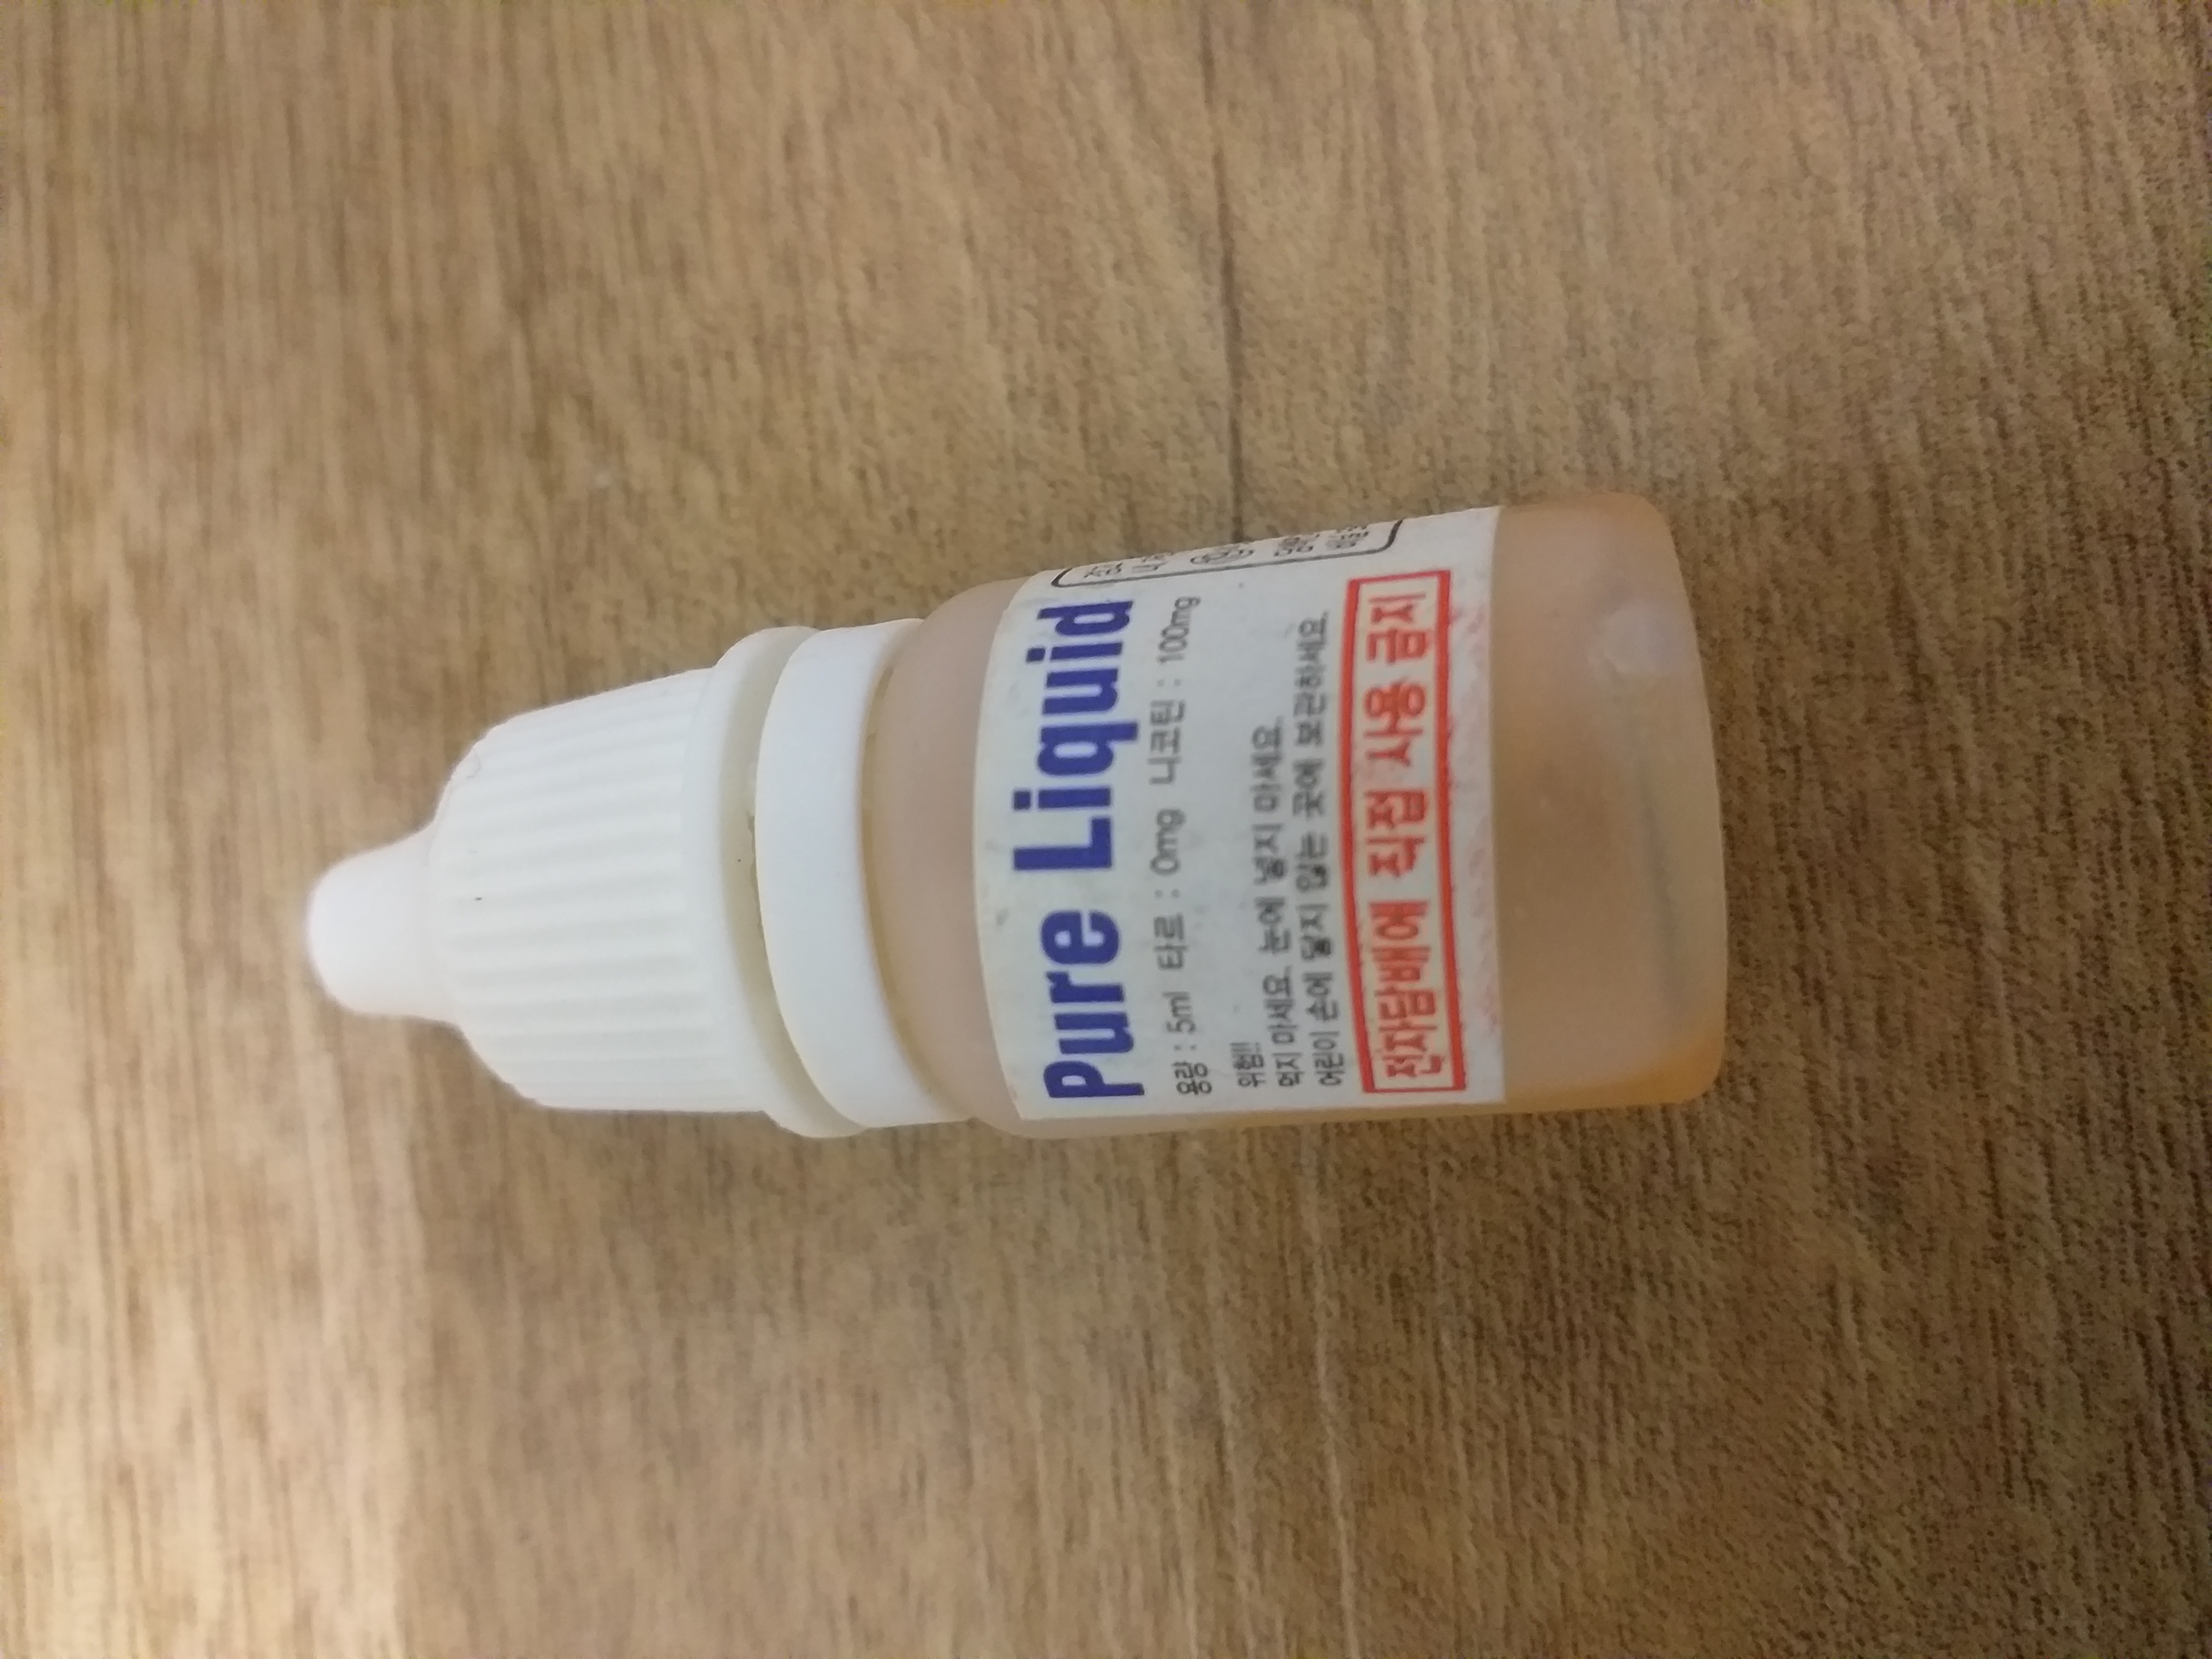 Pure Liquid
용량 : 5ml 타르 : 0mg 니코틴 : 100mg
위험!!
먹지 마세요. 눈에 넣지 마세요.
어린이 손에 닿지 않는 곳에 보관하세요.
전자담배에 직접 사용 금지